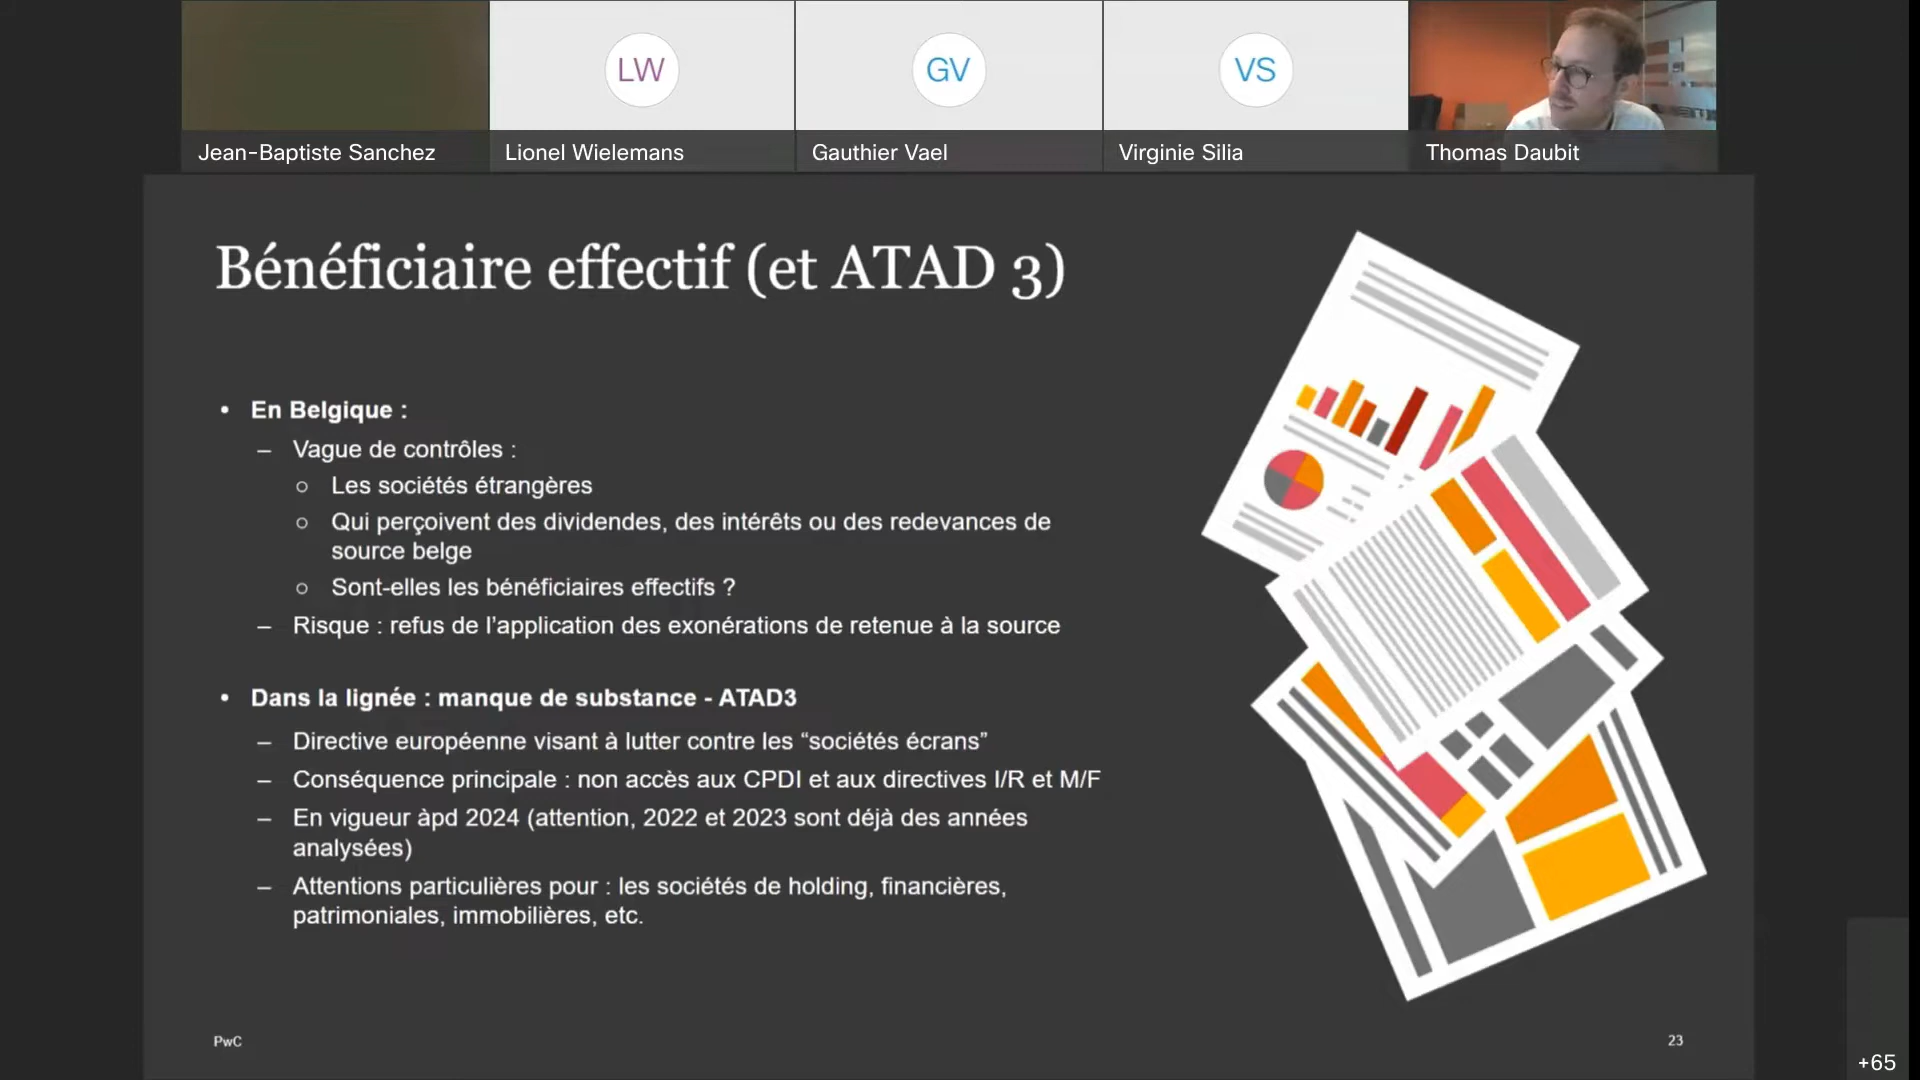 LW
GV
VS
Jean-Baptiste Sanchez
Lionel Wielemans
Gauthier Vael
Virginie Silia
Thomas Daubit
Bénéficiaire effectif (et ATAD 3)
• En Belgique :
– Vague de contrôles :
○ Les sociétés étrangères
○ Qui perçoivent des dividendes, des intérêts ou des redevances de
source belge
○ Sont-elles les bénéficiaires effectifs ?
– Risque : refus de l’application des exonérations de retenue à la source
• Dans la lignée : manque de substance - ATAD3
– Directive européenne visant à lutter contre les “sociétés écrans”
– Conséquence principale : non accès aux CPDI et aux directives I/R et M/F
– En vigueur àpd 2024 (attention, 2022 et 2023 sont déjà des années
analysées)
– Attentions particulières pour : les sociétés de holding, financières,
patrimoniales, immobilières, etc.
PwC
23
+65